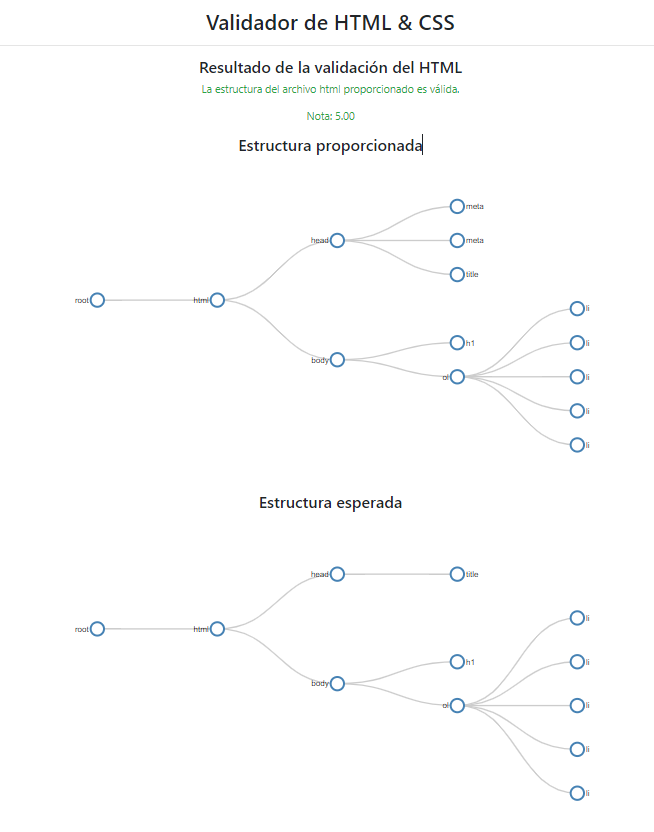 Validador de HTML & CSS
Resultado de la validación del HTML
La estructura del archivo html proporcionado es válida.
Nota: 5.00
Estructura proporcionada
meta
head
meta
title
root
html
li
h1
li
body
ol
li
li
li
Estructura esperada
head
title
li
root
html
h1
li
body
ol
li
li
li